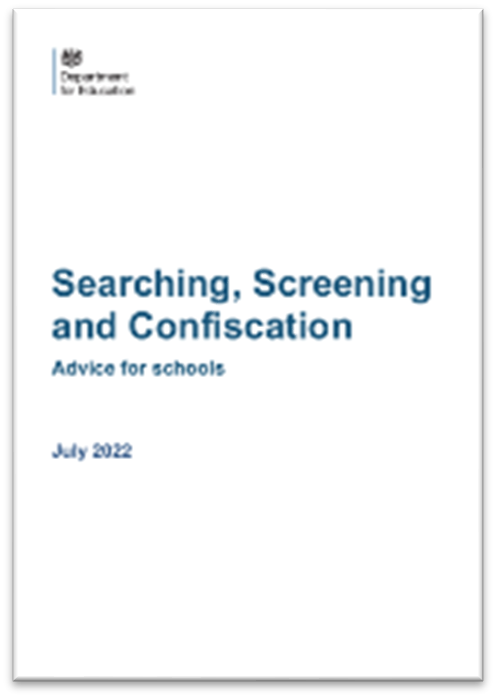 Department
for Education
Searching, Screening
and Confiscation
Advice for schools
July 2022